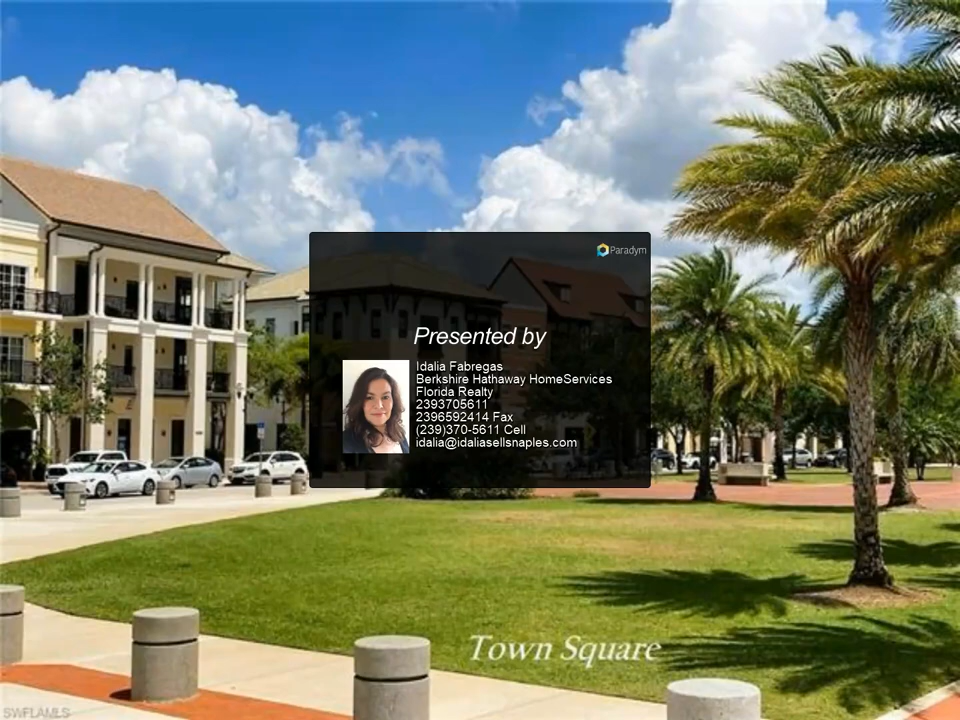 Paradym
Presented by
Idalia Fabregas
Berkshire Hathaway HomeServices
Florida Realty
2393705611
2396592414 Fax
(239)370-5611 Cell
idalia@idaliasellsnaples.com
Town Square
SWFLAMLS